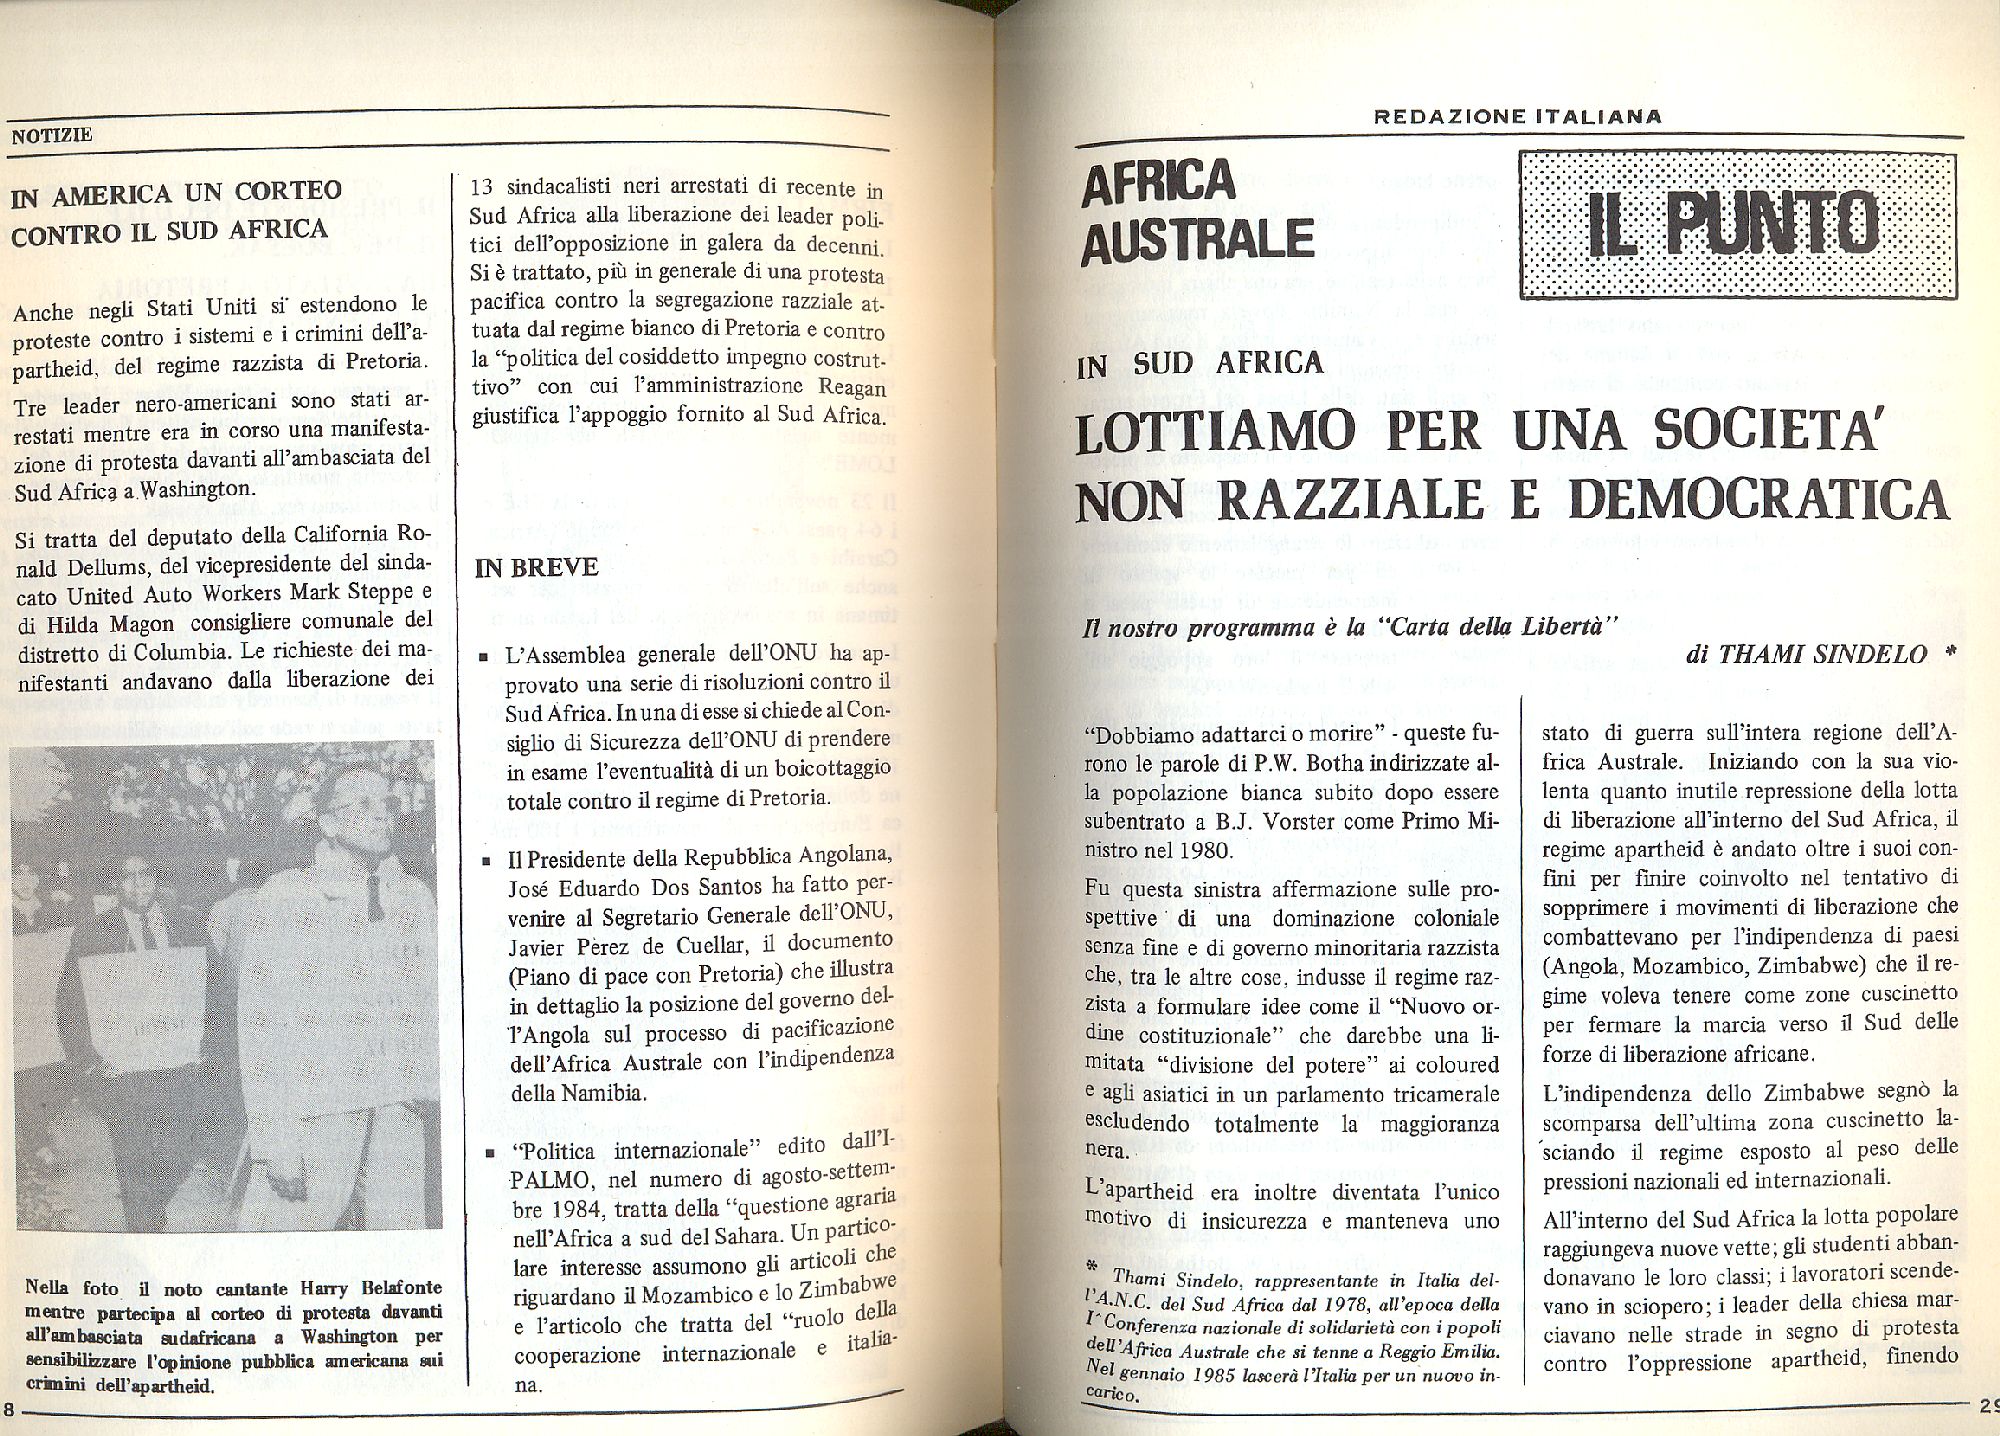 NOTIZIE
IN AMERICA UN CORTEO
CONTRO IL SUD AFRICA
Anche negli Stati Uniti si estendono le
proteste contro i sistemi e i crimini dell'a-
partheid, del regime razzista di Pretoria.
Tre leader nero-americani sono stati ar-
restati mentre era in corso una manifesta-
zione di protesta davanti all'ambasciata del
Sud Africa a Washington.
Si tratta del deputato della California Ro-
nald Dellums, del vicepresidente del sinda-
cato United Auto Workers Mark Steppe e
di Hilda Magon consigliere comunale del
distretto di Columbia. Le richieste dei ma-
nifestanti andavano dalla liberazione dei
Nella foto il noto cantante Harry Belafonte
mentre partecipa al corteo di protesta davanti
all'ambasciata sudafricana a Washington per
sensibilizzare l'opinione pubblica americana sui
crimini dell'apartheid.
8
13 sindacalisti neri arrestati di recente in
Sud Africa alla liberazione dei leader poli-
tici dell'opposizione in galera da decenni.
Si è trattato, più in generale di una protesta
pacifica contro la segregazione razziale at-
tuata dal regime bianco di Pretoria e contro
la "politica del cosiddetto impegno costrut-
tivo" con cui l'amministrazione Reagan
giustifica l'appoggio fornito al Sud Africa.
IN BREVE
▪ L'Assemblea generale dell'ONU ha ap-
provato una serie di risoluzioni contro il
Sud Africa. In una di esse si chiede al Con-
siglio di Sicurezza dell'ONU di prendere
in esame l'eventualità di un boicottaggio
totale contro il regime di Pretoria.
▪ Il Presidente della Repubblica Angolana,
José Eduardo Dos Santos ha fatto per-
venire al Segretario Generale dell'ONU,
Javier Pèrez de Cuellar, il documento
(Piano di pace con Pretoria) che illustra
in dettaglio la posizione del governo del-
l'Angola sul processo di pacificazione
dell'Africa Australe con l'indipendenza
della Namibia.
▪ "Politica internazionale" edito dall'I-
PALMO, nel numero di agosto-settem-
bre 1984, tratta della "questione agraria
nell'Africa a sud del Sahara. Un partico-
lare interesse assumono gli articoli che
riguardano il Mozambico e lo Zimbabwe
e l'articolo che tratta del "ruolo della
cooperazione internazionale e italia-
na.
REDAZIONE ITALIANA
AFRICA
AUSTRALE
IL PUNTO
IN SUD AFRICA
LOTTIAMO PER UNA SOCIETA'
NON RAZZIALE E DEMOCRATICA
Il nostro programma è la "Carta della Libertà"
di THAMI SINDELO *
"Dobbiamo adattarci o morire" - queste fu-
rono le parole di P.W. Botha indirizzate al-
la popolazione bianca subito dopo essere
subentrato a B.J. Vorster come Primo Mi-
nistro nel 1980.
Fu questa sinistra affermazione sulle pro-
spettive di una dominazione coloniale
senza fine e di governo minoritaria razzista
che, tra le altre cose, indusse il regime raz-
zista a formulare idee come il "Nuovo or-
dine costituzionale" che darebbe una li-
mitata "divisione del potere" ai coloured
e agli asiatici in un parlamento tricamerale
escludendo totalmente la maggioranza
nera.
L'apartheid era inoltre diventata l'unico
motivo di insicurezza e manteneva uno
* Thami Sindelo, rappresentante in Italia del-
l'A.N.C. del Sud Africa dal 1978, all'epoca della
I^ Conferenza nazionale di solidarietà con i popoli
dell'Africa Australe che si tenne a Reggio Emilia.
Nel gennaio 1985 lascerà l'Italia per un nuovo in-
carico.
stato di guerra sull'intera regione dell'A-
frica Australe. Iniziando con la sua vio-
lenta quanto inutile repressione della lotta
di liberazione all'interno del Sud Africa, il
regime apartheid è andato oltre i suoi con-
fini per finire coinvolto nel tentativo di
sopprimere i movimenti di liberazione che
combattevano per l'indipendenza di paesi
(Angola, Mozambico, Zimbabwe) che il re-
gime voleva tenere come zone cuscinetto
per fermare la marcia verso il Sud delle
forze di liberazione africane.
L'indipendenza dello Zimbabwe segnò la
scomparsa dell'ultima zona cuscinetto la-
sciando il regime esposto al peso delle
pressioni nazionali ed internazionali.
All'interno del Sud Africa la lotta popolare
raggiungeva nuove vette; gli studenti abban-
donavano le loro classi; i lavoratori scende-
vano in sciopero; i leader della chiesa mar-
ciavano nelle strade in segno di protesta
contro l'oppressione apartheid, finendo
29